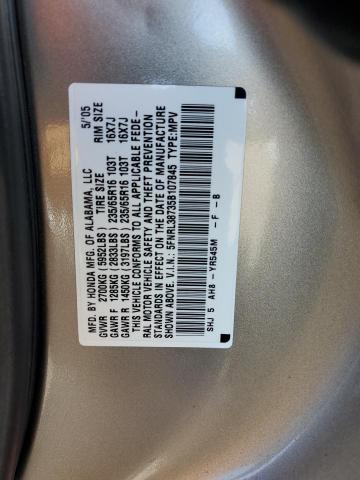 MFD. BY HONDA MFG. OF ALABAMA, LLC 5/'05
GVWR 2700KG (5952LBS) TIRE SIZE RIM SIZE
GAWR F 1285KG (2833LBS) 235/65R16 103T 16X7J
GAWR R 1450KG (3197LBS) 235/65R16 103T 16X7J
THIS VEHICLE CONFORMS TO ALL APPLICABLE FEDE-
RAL MOTOR VEHICLE SAFETY AND THEFT PREVENTION
STANDARDS IN EFFECT ON THE DATE OF MANUFACTURE
SHOWN ABOVE. V.I.N.: 5FNRL38735B107845 TYPE:MPV
SHJ 5 AH8 - YR545M - F - B